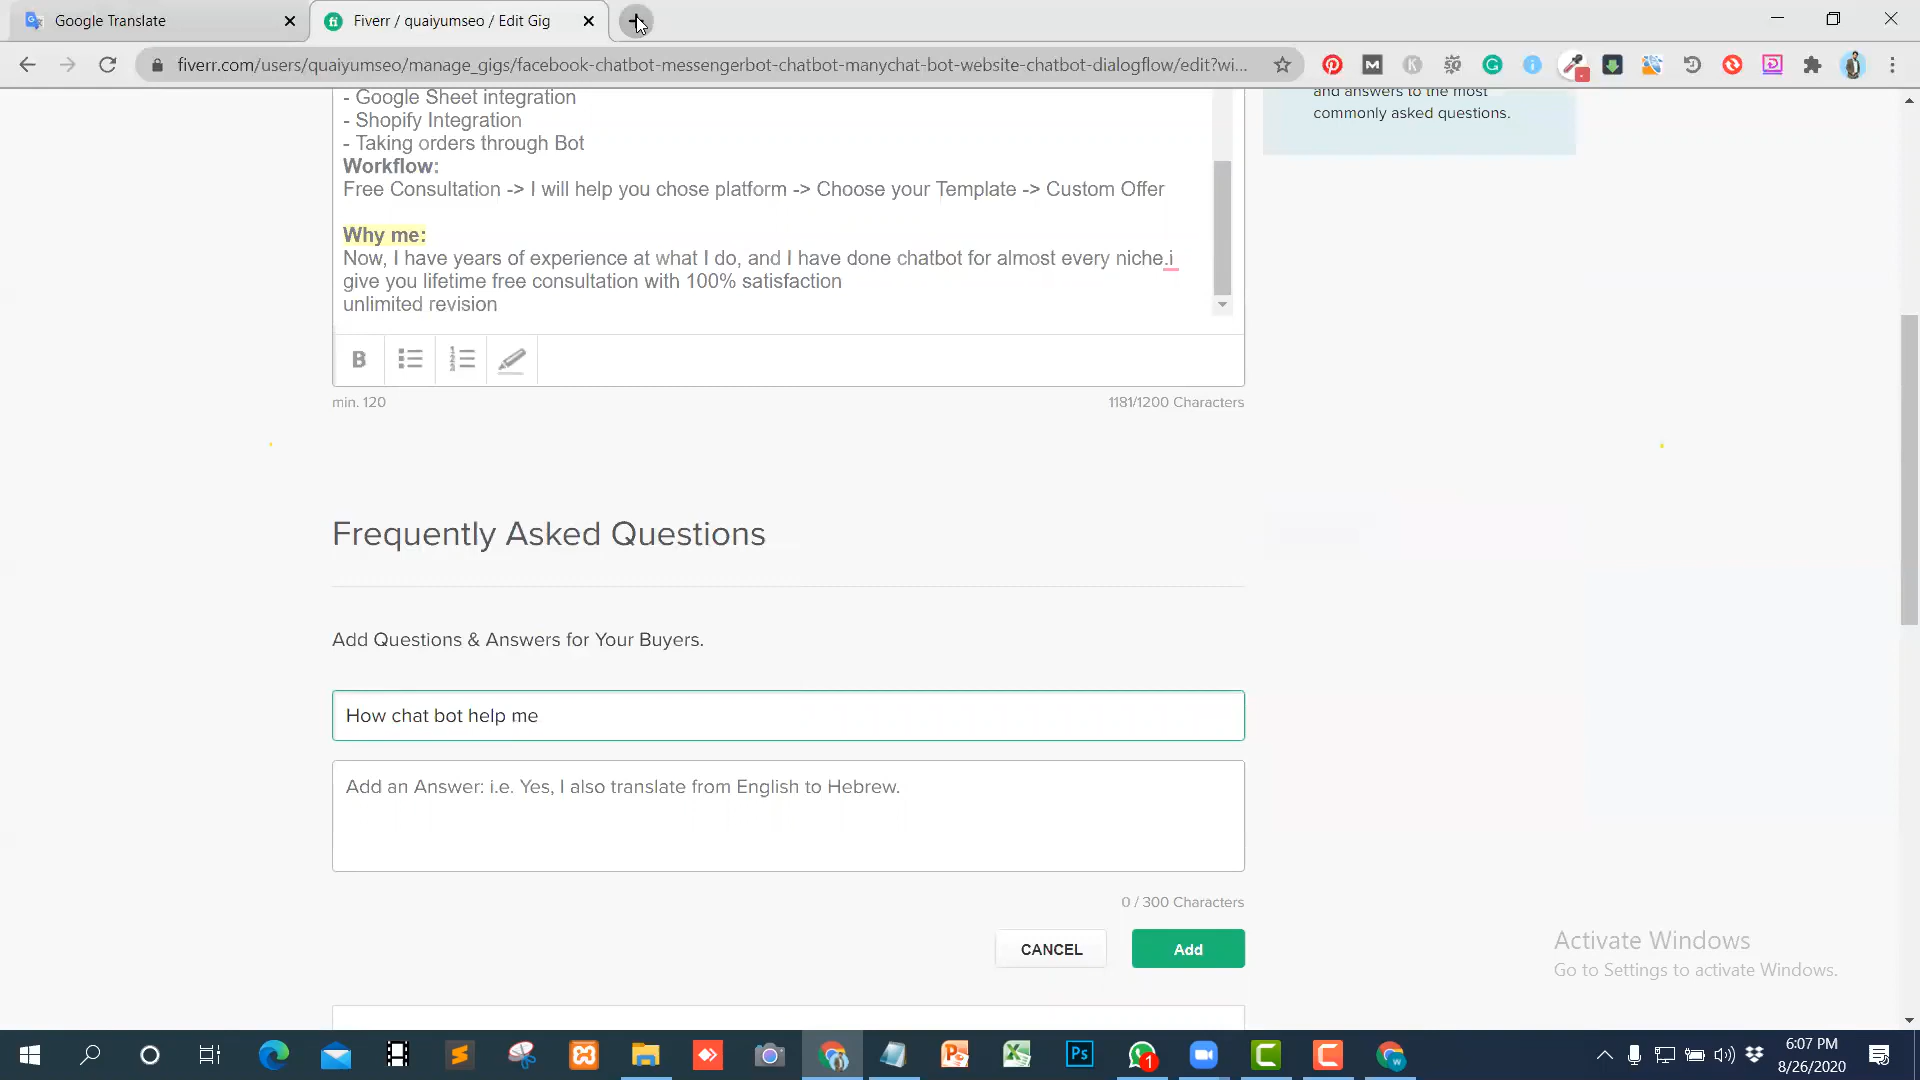 Google Translate
Fiverr / quaiyumseo / Edit Gig
fiverr.com/users/quaiyumseo/manage_gigs/facebook-chatbot-messengerbot-chatbot-manychat-bot-website-chatbot-dialogflow/edit?wi...
and answers to the most
commonly asked questions.
- Google Sheet integration
- Shopify Integration
- Taking orders through Bot
Workflow:
Free Consultation -> I will help you chose platform -> Choose your Template -> Custom Offer
Why me:
Now, I have years of experience at what I do, and I have done chatbot for almost every niche.i
give you lifetime free consultation with 100% satisfaction
unlimited revision
B
min. 120
1181/1200 Characters
Frequently Asked Questions
Add Questions & Answers for Your Buyers.
How chat bot help me
Add an Answer: i.e. Yes, I also translate from English to Hebrew.
0 / 300 Characters
CANCEL
Add
Activate Windows
Go to Settings to activate Windows.
6:07 PM
8/26/2020